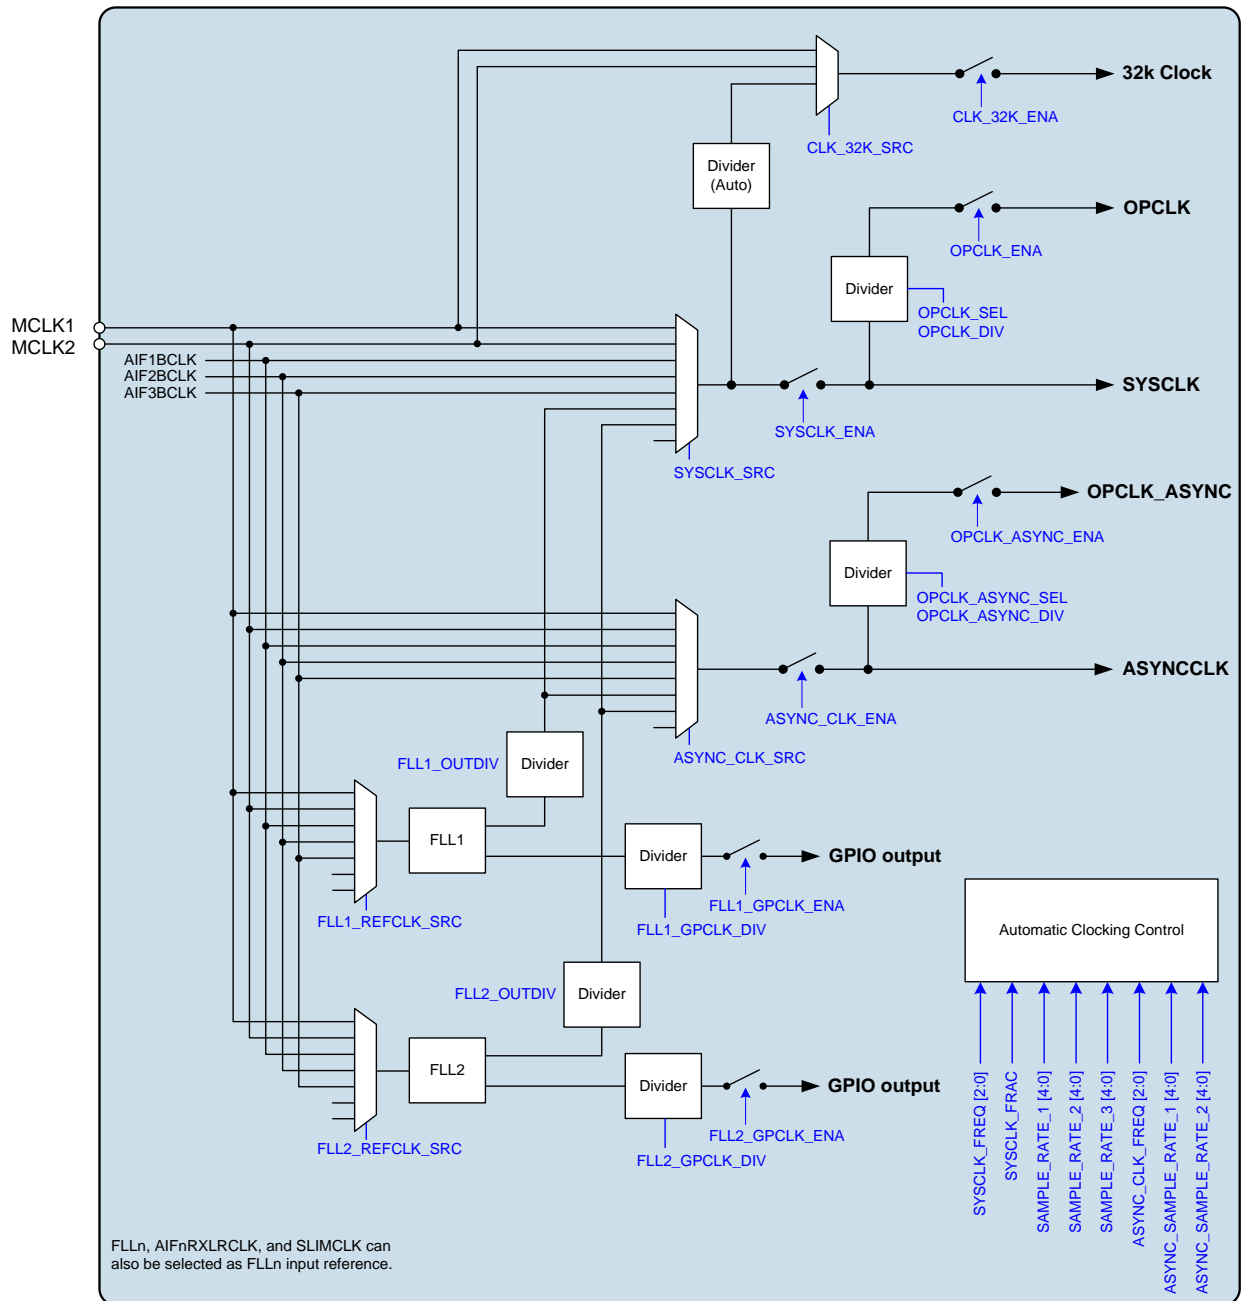 32k Clock
CLK_32K_ENA
CLK_32K_SRC
Divider
(Auto)
OPCLK
OPCLK_ENA
Divider
OPCLK_SEL
OPCLK_DIV
MCLK1
MCLK2
AIF1BCLK
AIF2BCLK
AIF3BCLK
SYSCLK
SYSCLK_ENA
SYSCLK_SRC
OPCLK_ASYNC
OPCLK_ASYNC_ENA
Divider
OPCLK_ASYNC_SEL
OPCLK_ASYNC_DIV
ASYNCCLK
ASYNC_CLK_ENA
ASYNC_CLK_SRC
FLL1_OUTDIV
Divider
FLL1
Divider
GPIO output
FLL1_GPCLK_ENA
FLL1_GPCLK_DIV
FLL1_REFCLK_SRC
Automatic Clocking Control
FLL2_OUTDIV
Divider
FLL2
Divider
GPIO output
FLL2_GPCLK_ENA
FLL2_GPCLK_DIV
FLL2_REFCLK_SRC
SYSCLK_FREQ [2:0]
SYSCLK_FRAC
SAMPLE_RATE_1 [4:0]
SAMPLE_RATE_2 [4:0]
SAMPLE_RATE_3 [4:0]
ASYNC_CLK_FREQ [2:0]
ASYNC_SAMPLE_RATE_1 [4:0]
ASYNC_SAMPLE_RATE_2 [4:0]
FLLn, AIFnRXLRCLK, and SLIMCLK can
also be selected as FLLn input reference.